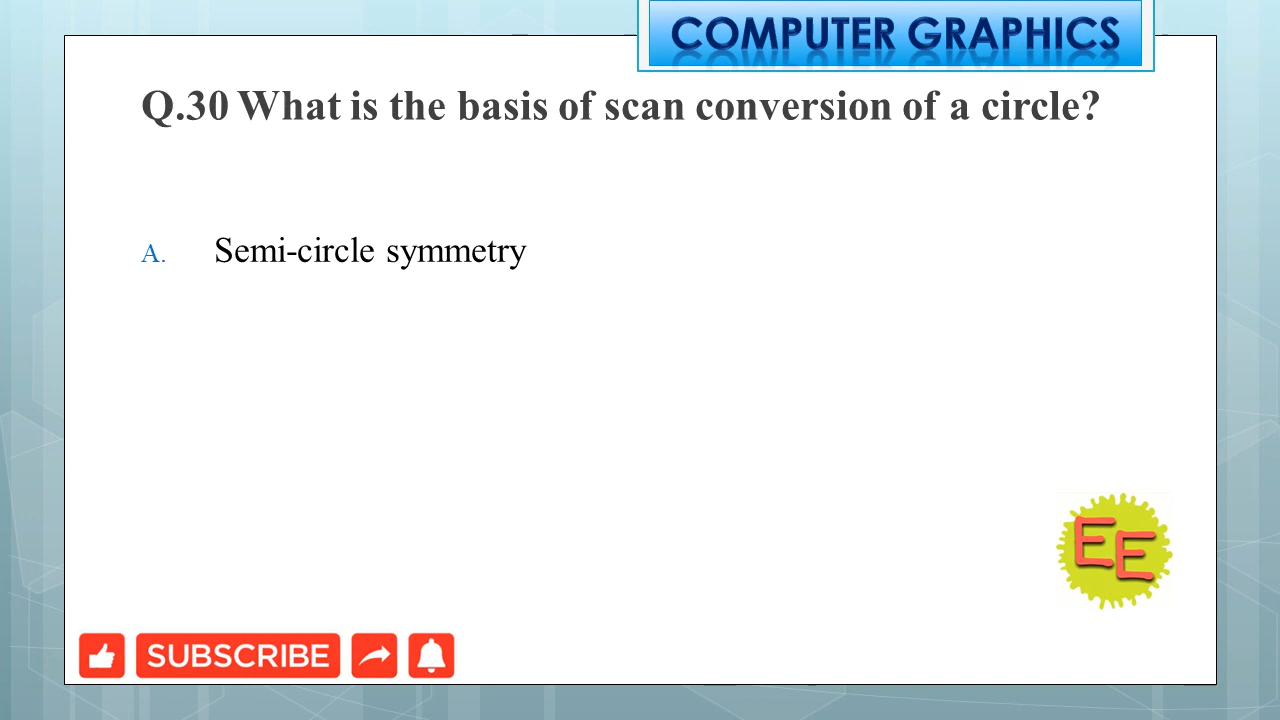 COMPUTER GRAPHICS
Q.30 What is the basis of scan conversion of a circle?
A. Semi-circle symmetry
EE
SUBSCRIBE